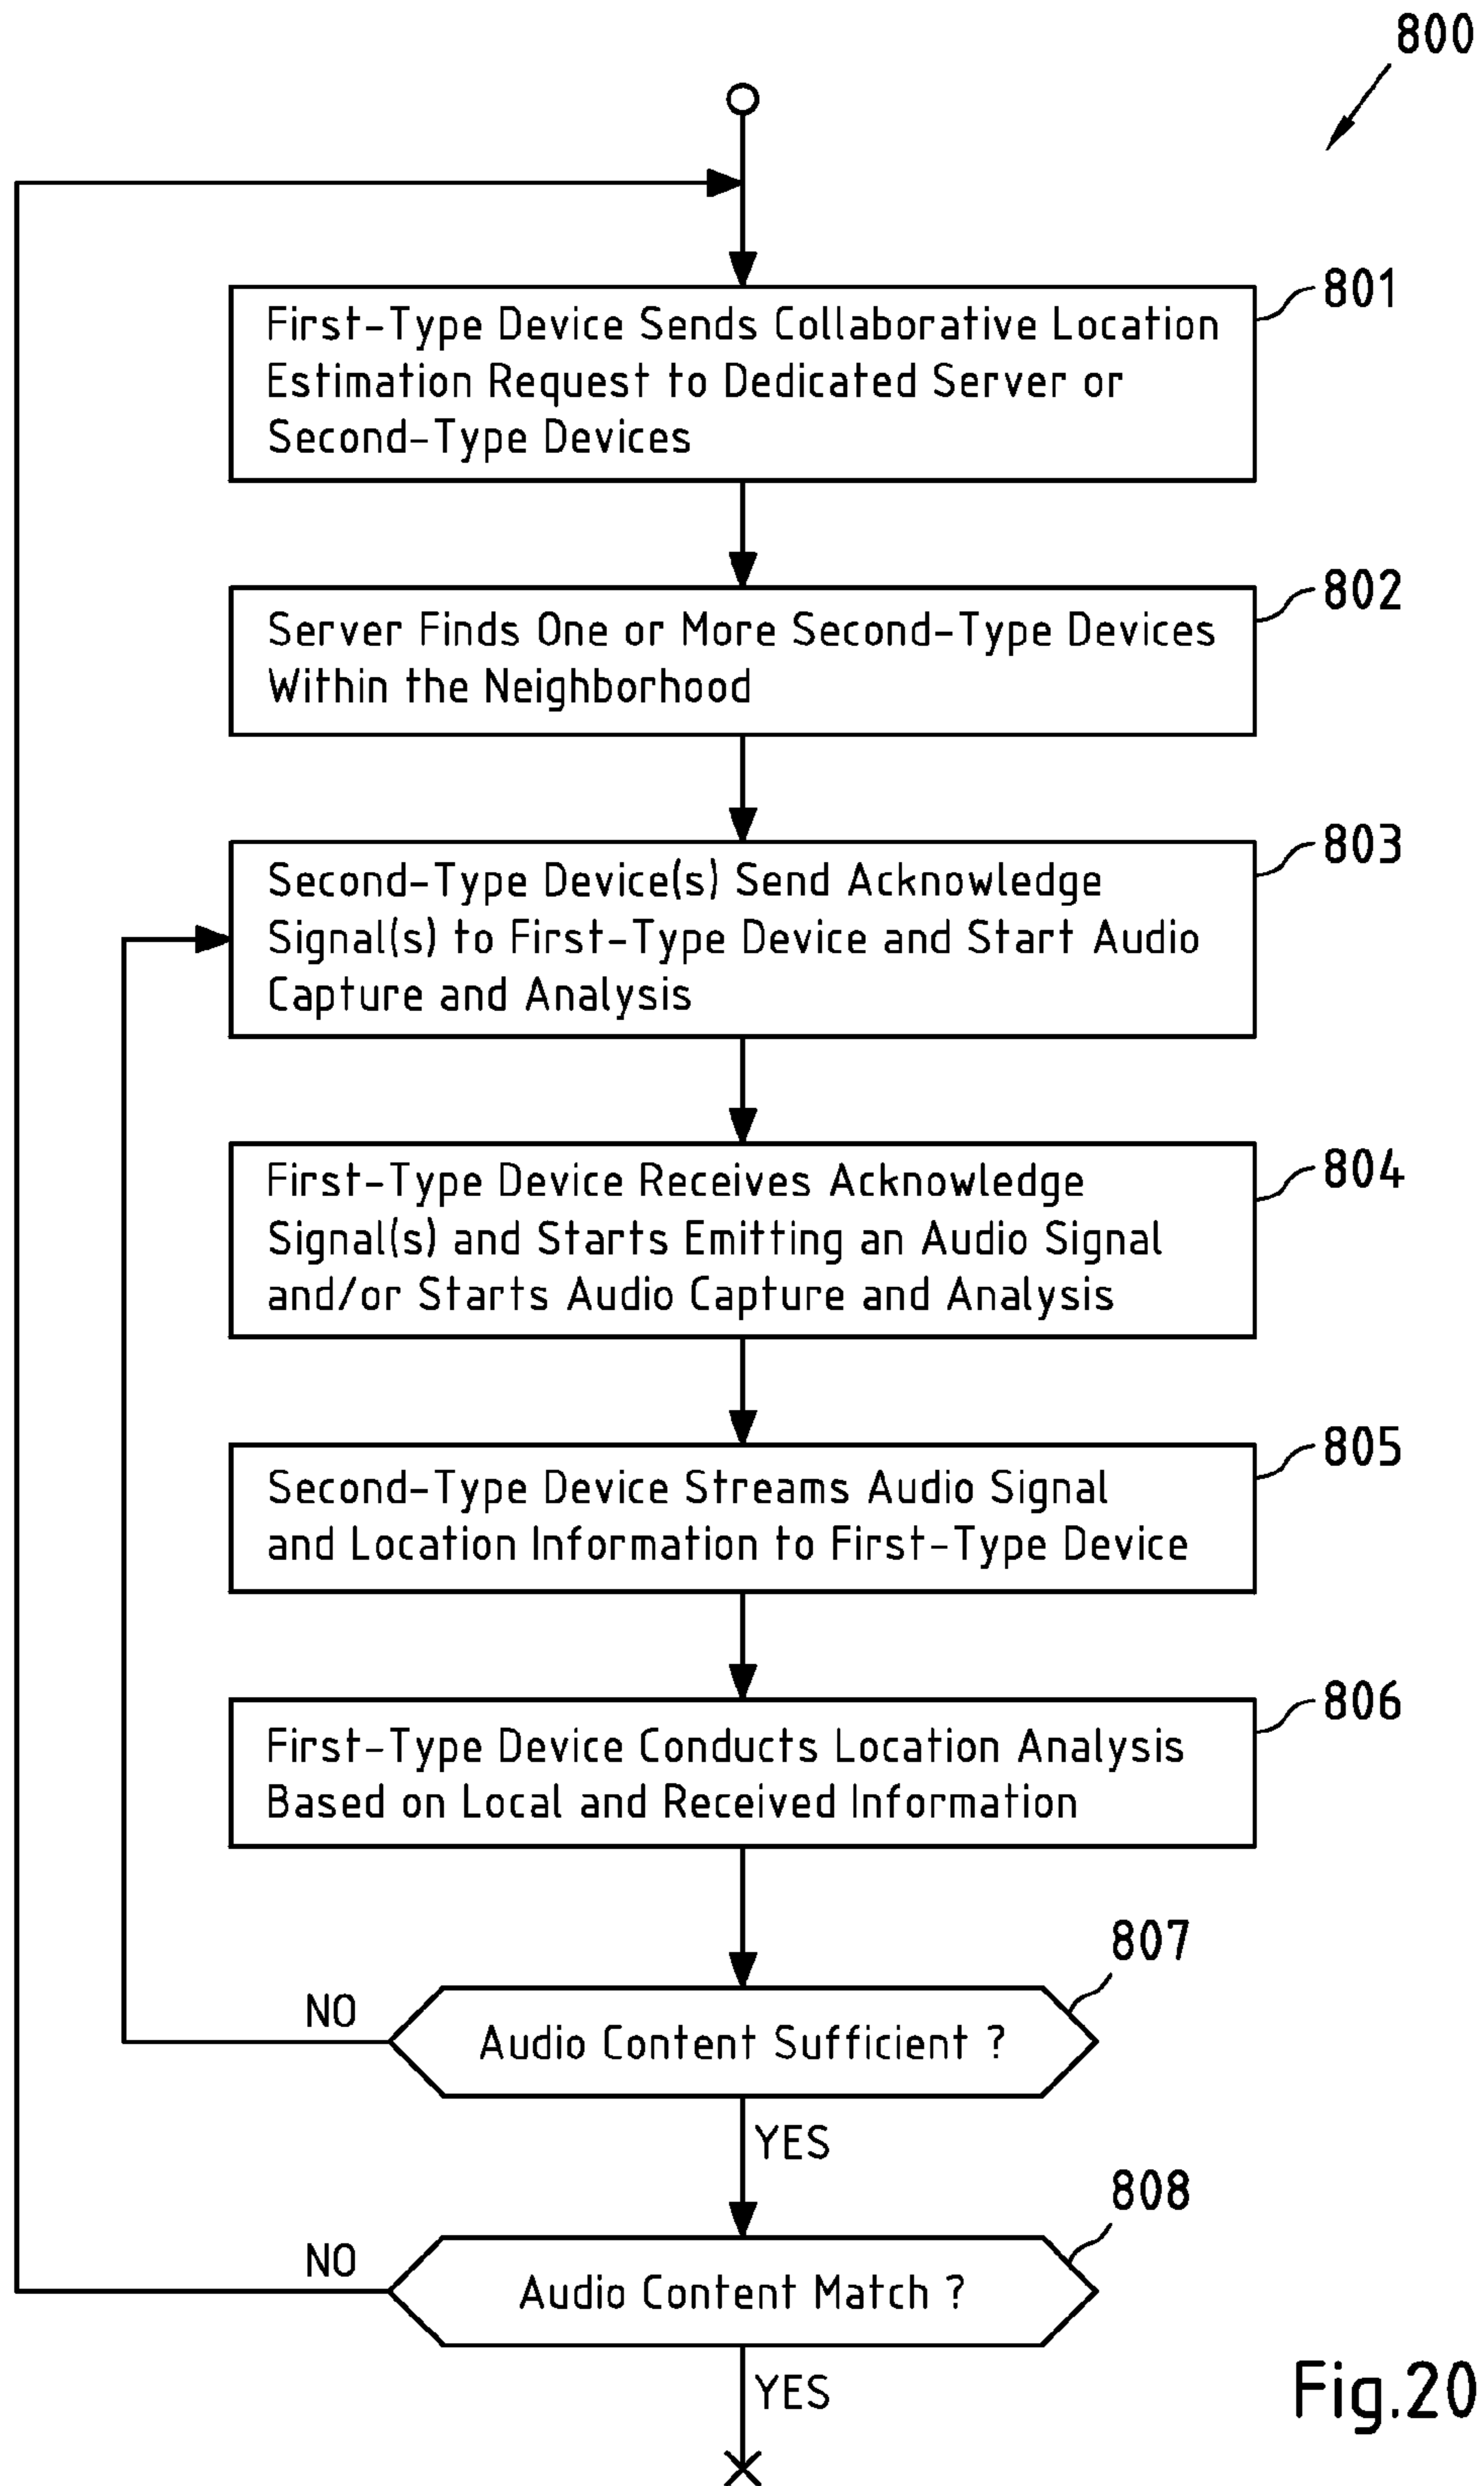 800
801
First-Type Device Sends Collaborative Location
Estimation Request to Dedicated Server or
Second-Type Devices
802
Server Finds One or More Second-Type Devices
Within the Neighborhood
803
Second-Type Device(s) Send Acknowledge
Signal(s) to First-Type Device and Start Audio
Capture and Analysis
804
First-Type Device Receives Acknowledge
Signal(s) and Starts Emitting an Audio Signal
and/or Starts Audio Capture and Analysis
805
Second-Type Device Streams Audio Signal
and Location Information to First-Type Device
806
First-Type Device Conducts Location Analysis
Based on Local and Received Information
807
NO
Audio Content Sufficient ?
YES
808
NO
Audio Content Match ?
YES
Fig.20